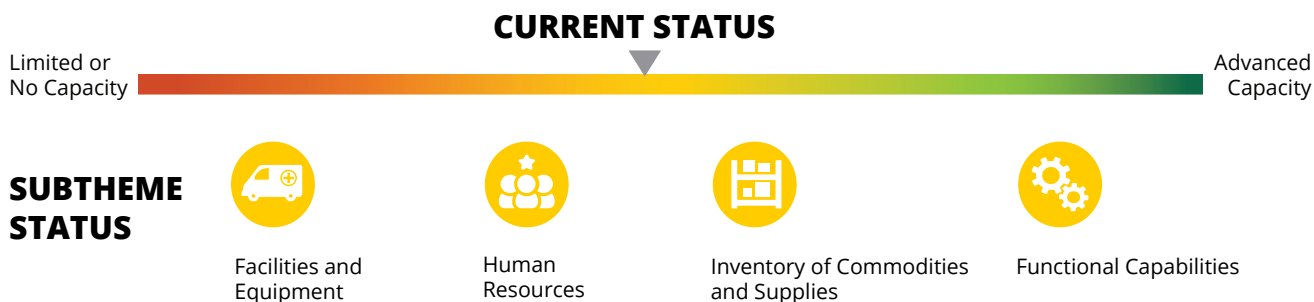 CURRENT STATUS
Limited or
No Capacity
Advanced
Capacity
SUBTHEME
STATUS
Facilities and
Equipment
Human
Resources
Inventory of Commodities
and Supplies
Functional Capabilities